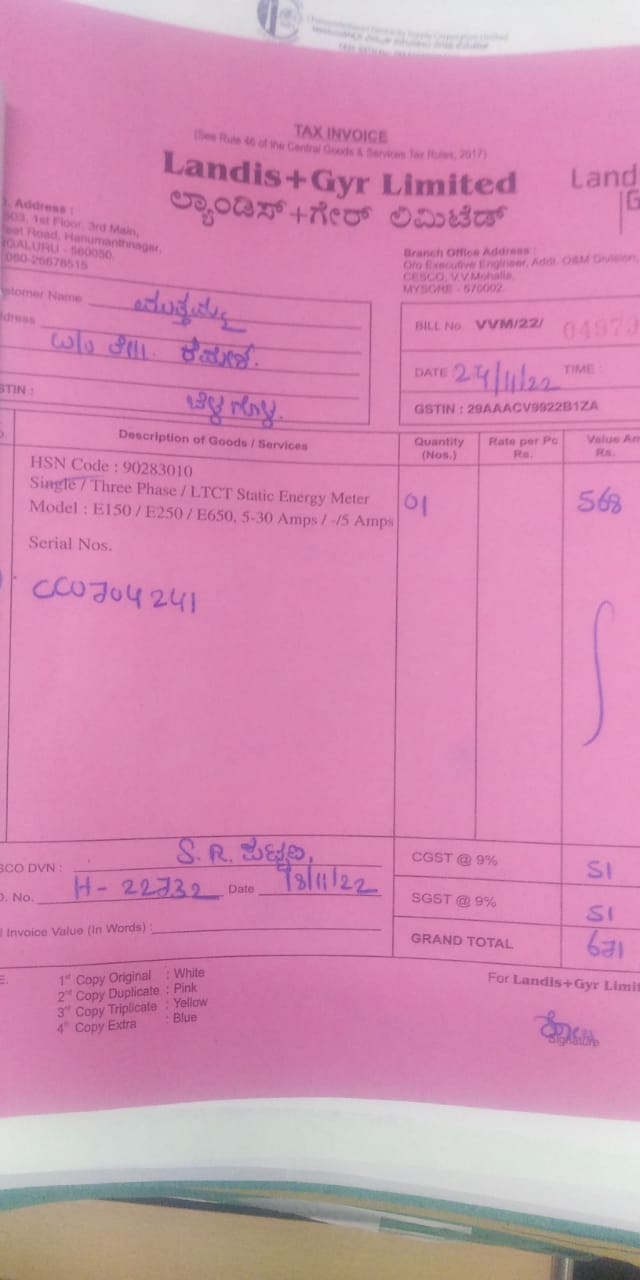 TAX INVOICE
(See Rule 46 of the Central Goods & Services Tax Rules, 2017)
Landis+Gyr Limited
ಲ್ಯಾಂಡಿಸ್+ಗೇರ್ ಲಿಮಿಟೆಡ್
Land
Address :
1st Floor, 3rd Main,
Road, Hanumanthnagar,
560050.
080-26678515
Branch Office Address :
O/o Executive Engineer, Addl. O&M Division,
CESCO, V.V.Mohalla,
MYSORE - 570002.
Customer Name
BILL No. VVM/22/
DATE 24/11/22 TIME :
GSTIN : 29AAACV9922B1ZA
Description of Goods / Services
Quantity (Nos.)
Rate per Pc Rs.
Value
Rs.
HSN Code : 90283010
Single / Three Phase / LTCT Static Energy Meter
Model : E150 / E250 / E650, 5-30 Amps / -/5 Amps
01
568
Serial Nos.
CC0704241
DVN : S. R.
No. H - 22732 Date 18/11/22
Invoice Value (In Words) :
CGST @ 9% 51
SGST @ 9% 51
GRAND TOTAL 671
1st Copy Original : White
2nd Copy Duplicate : Pink
3rd Copy Triplicate : Yellow
4th Copy Extra : Blue
For Landis+Gyr
Signature